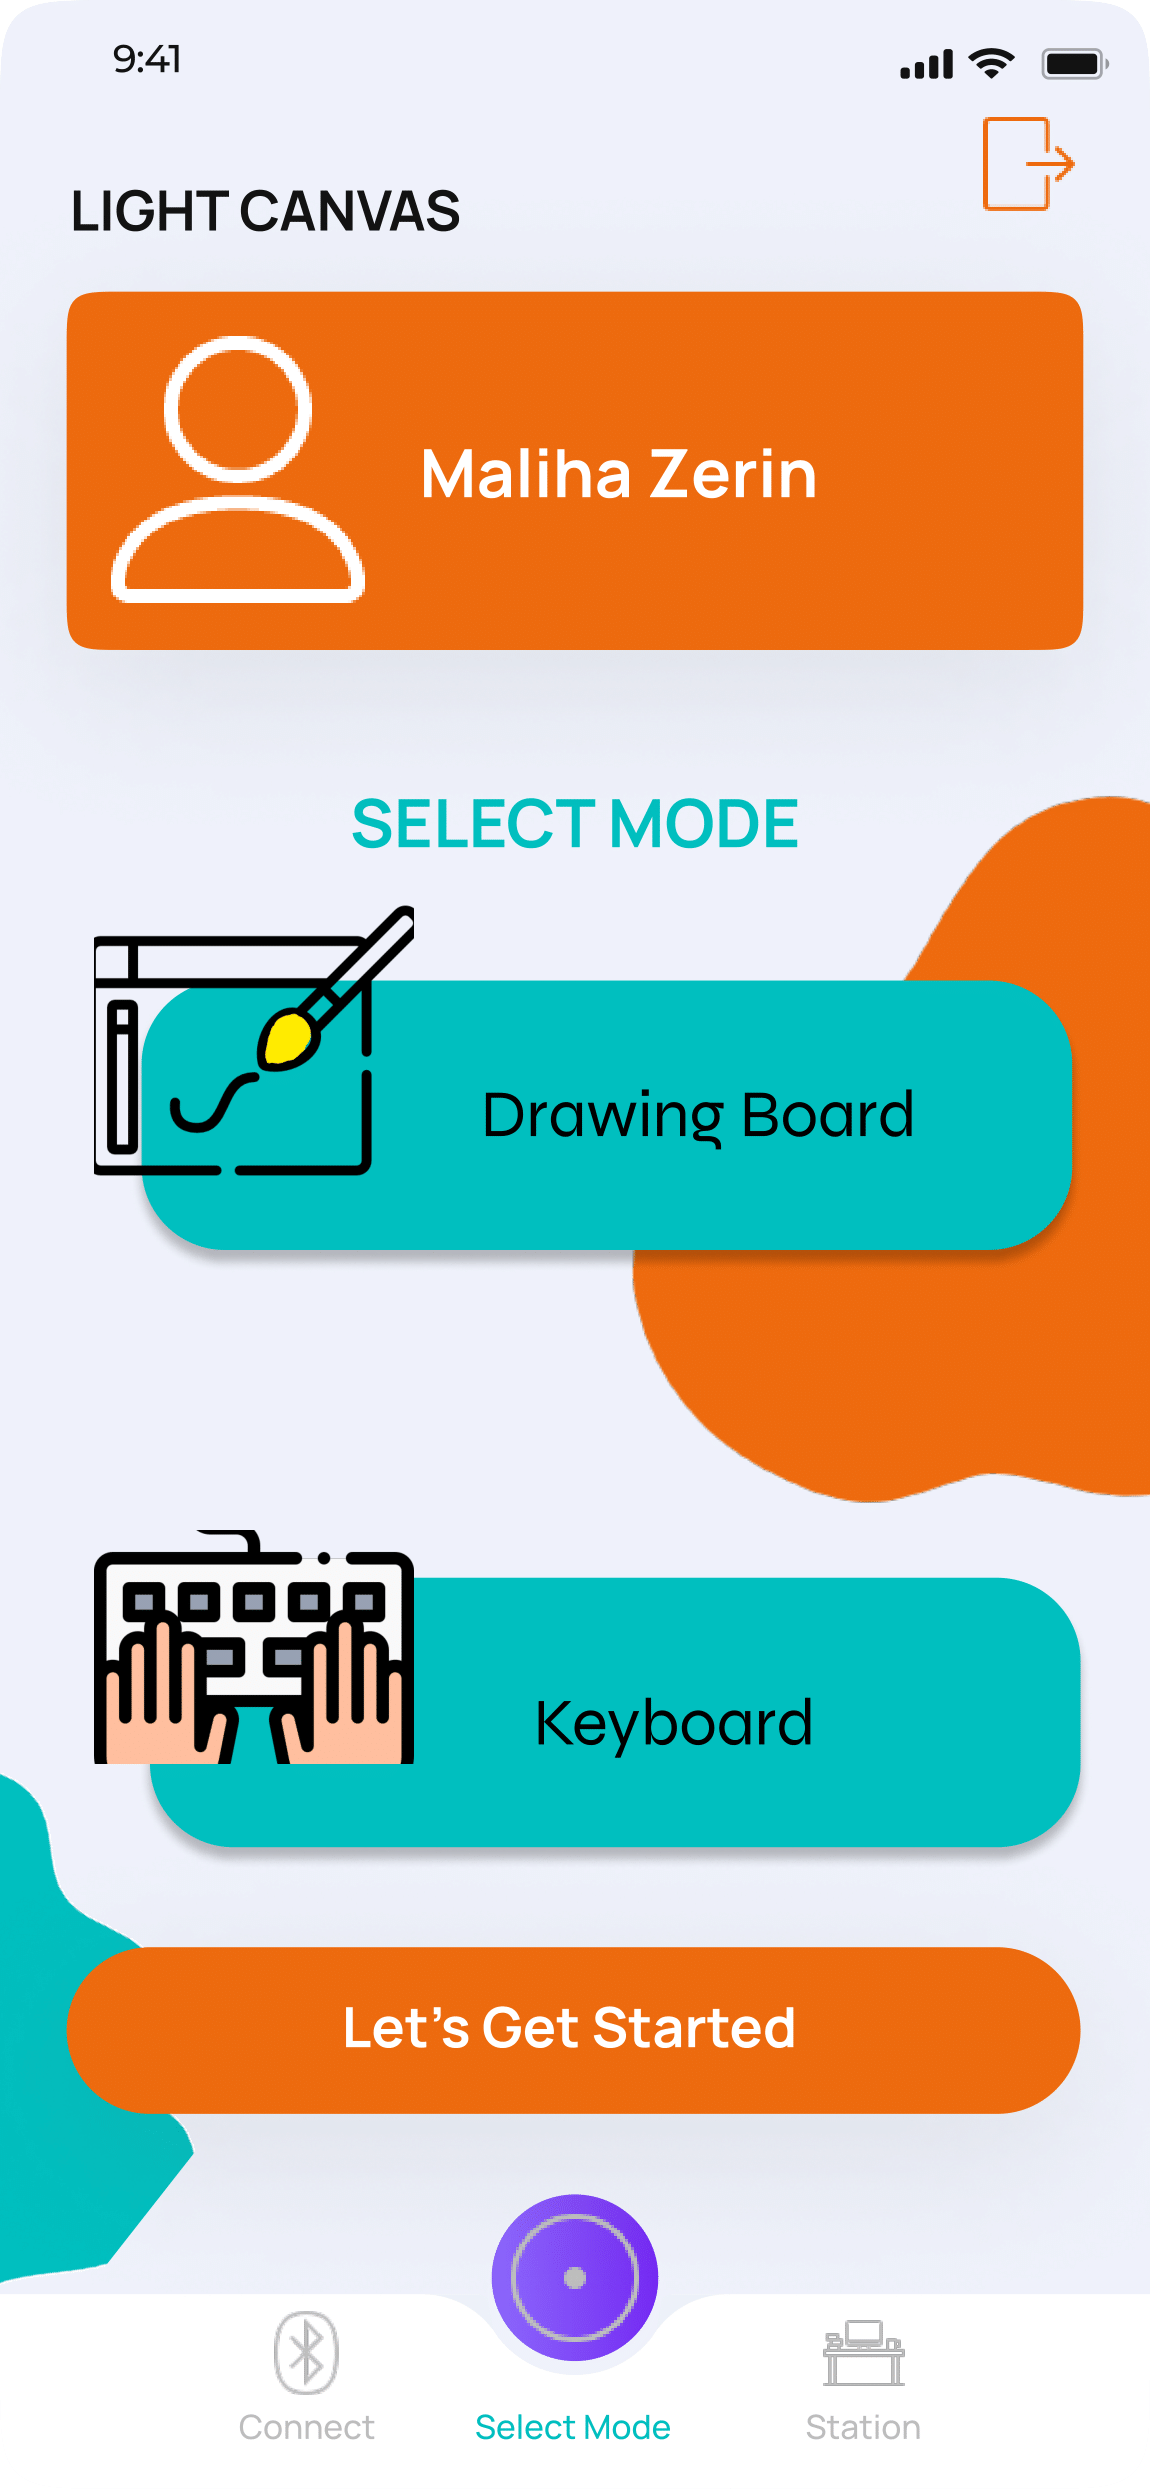 9:41
LIGHT CANVAS
Maliha Zerin
SELECT MODE
Drawing Board
Keyboard
Let's Get Started
Connect
Select Mode
Station